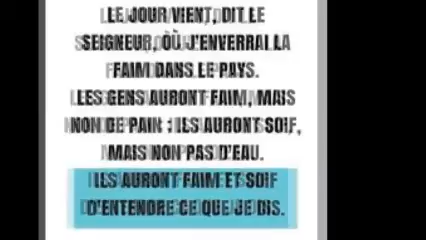 LE JOUR VIENT, DIT LE
SEIGNEUR, OÙ J'ENVERRAI LA
FAIM DANS LE PAYS.
LES GENS AURONT FAIM, MAIS
NON DE PAIN : ILS AURONT SOIF,
MAIS NON PAS D'EAU.
ILS AURONT FAIM ET SOIF
D'ENTENDRE CE QUE JE DIS.